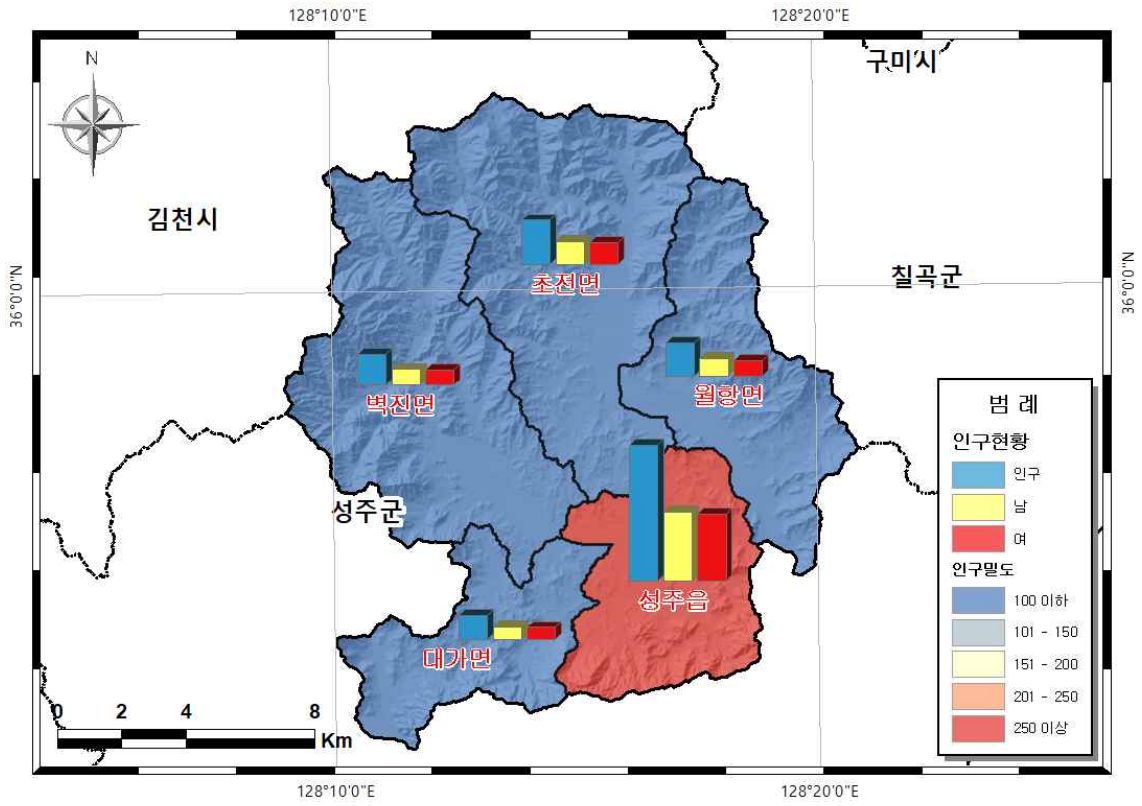 128°10'0"E
128°20'0"E
N
구미시
김천시
칠곡군
36°0'0"N
36°0'0"N
초전면
벽진면
월항면
성주군
성주읍
대가면
범 례
인구현황
인구
남
여
인구밀도
100 이하
101 - 150
151 - 200
201 - 250
250 이상
0 2 4 8
Km
128°10'0"E
128°20'0"E